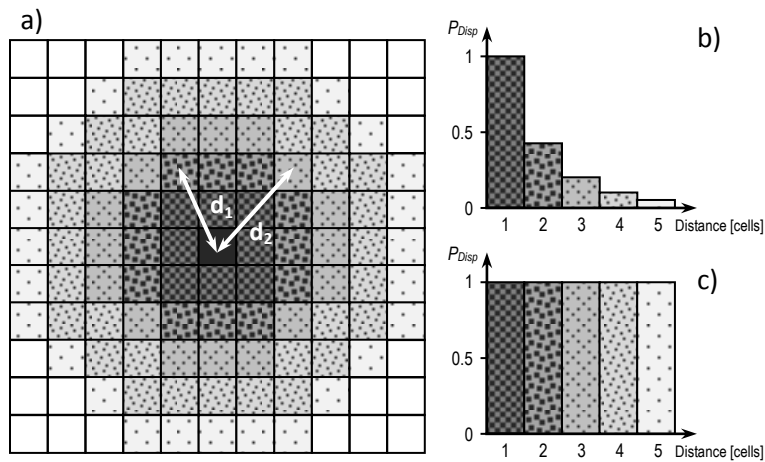 a)
d₁
d₂
b)
P_Disp
1
0.5
0
1 2 3 4 5 Distance [cells]
c)
P_Disp
1
0.5
0
1 2 3 4 5 Distance [cells]